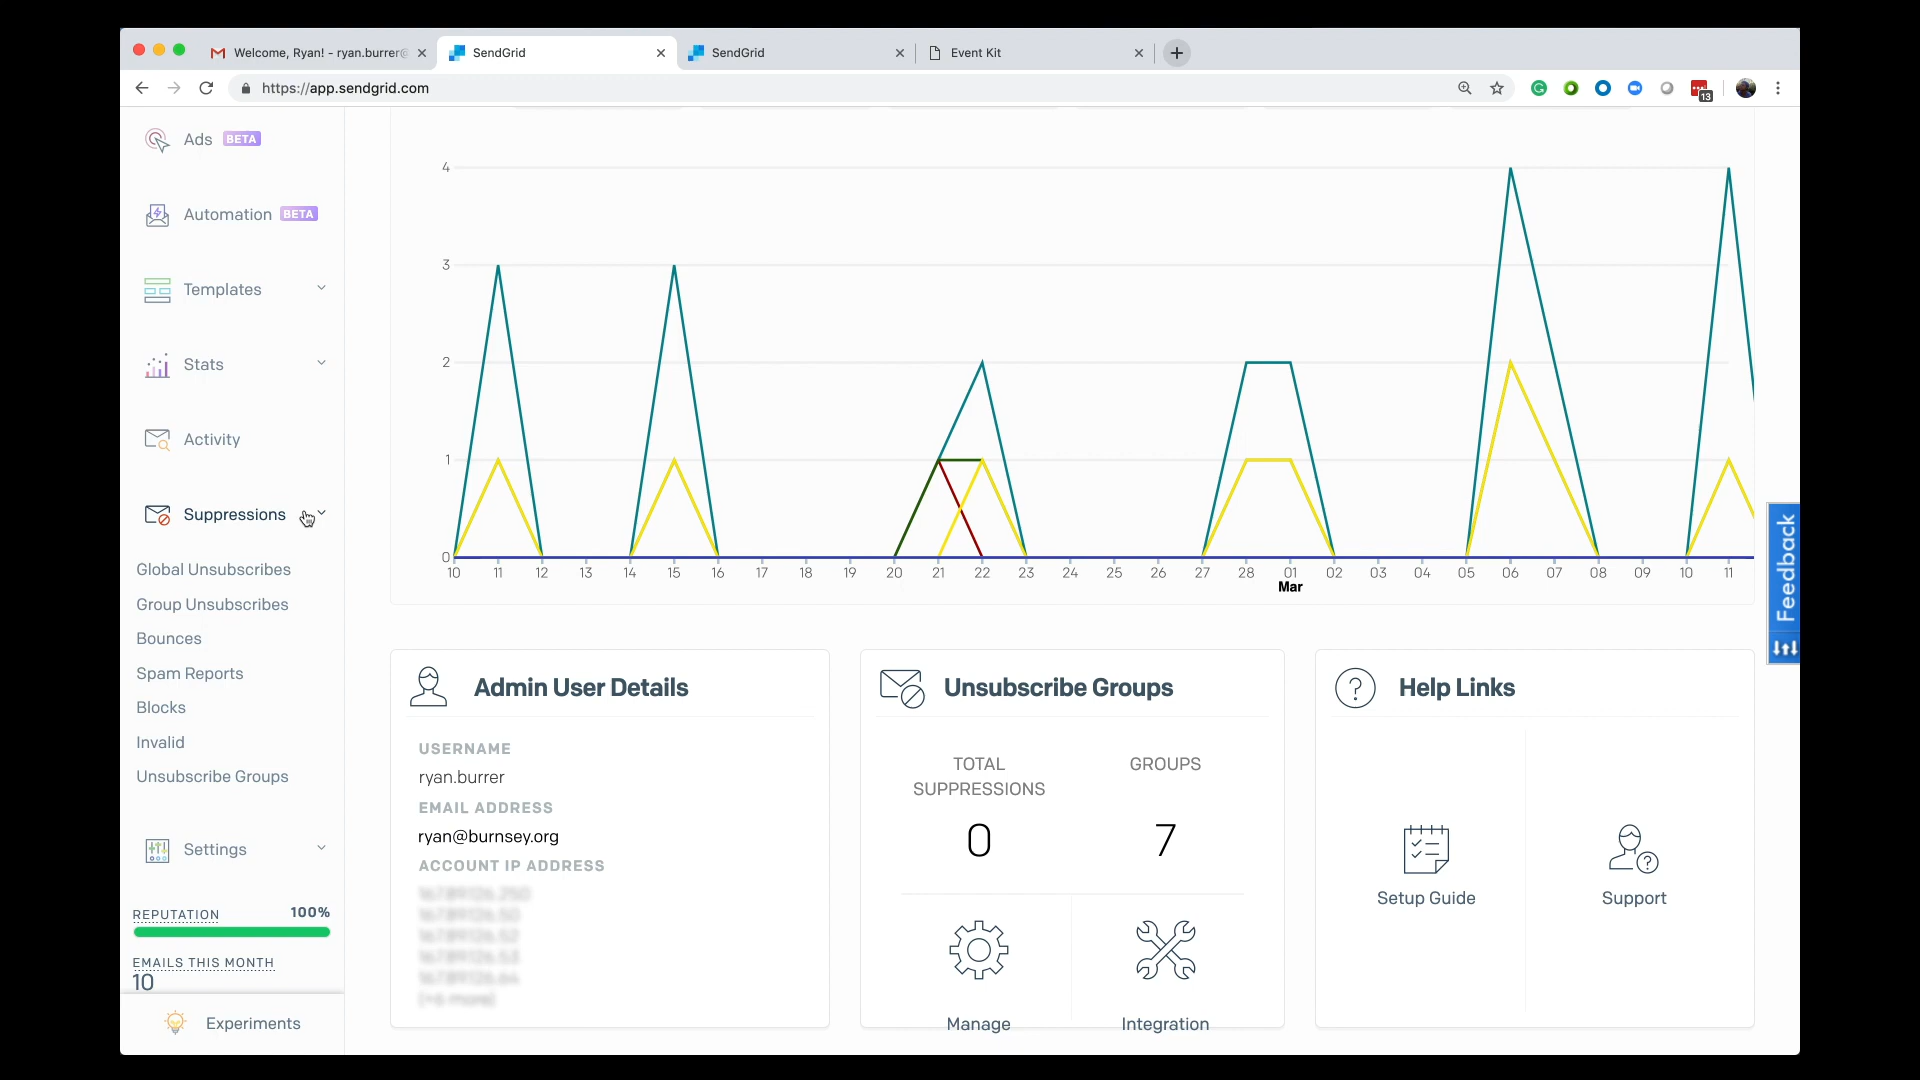 Welcome, Ryan! - ryan.burrer@
SendGrid
SendGrid
Event Kit
https://app.sendgrid.com
13
Ads BETA
Automation BETA
Templates
Stats
Activity
Suppressions
Global Unsubscribes
Group Unsubscribes
Bounces
Spam Reports
Blocks
Invalid
Unsubscribe Groups
Settings
REPUTATION 100%
EMAILS THIS MONTH
10
Experiments
4
3
2
1
0
10 11 12 13 14 15 16 17 18 19 20 21 22 23 24 25 26 27 28 01 02 03 04 05 06 07 08 09 10 11
Mar
Feedback
Admin User Details
USERNAME
ryan.burrer
EMAIL ADDRESS
ryan@burnsey.org
ACCOUNT IP ADDRESS
Unsubscribe Groups
TOTAL SUPPRESSIONS
0
GROUPS
7
Manage
Integration
Help Links
Setup Guide
Support